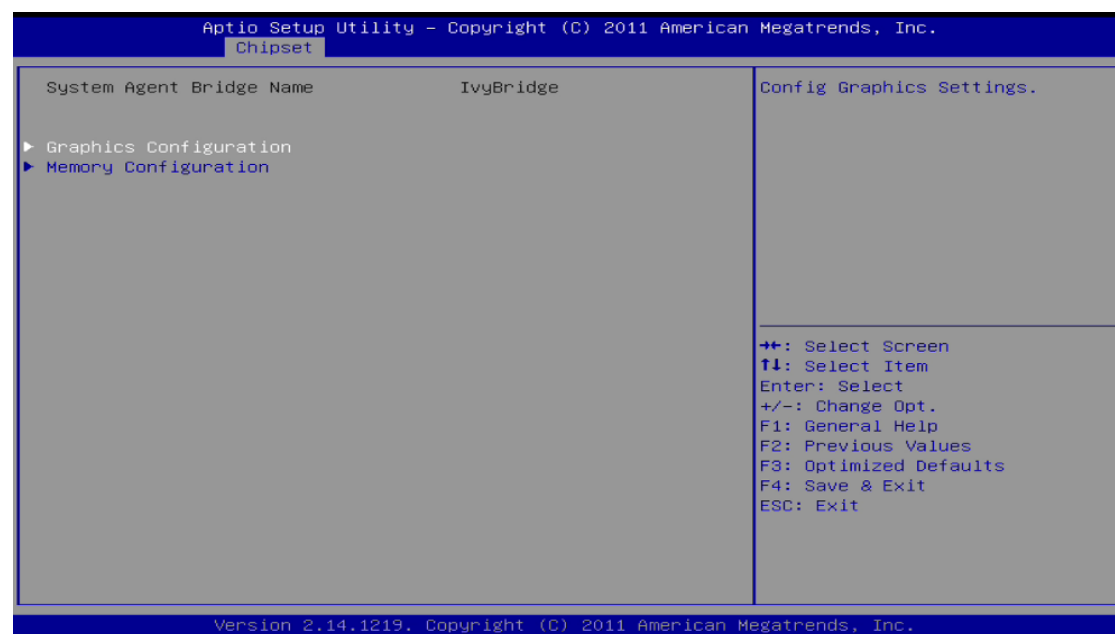 Aptio Setup Utility – Copyright (C) 2011 American Megatrends, Inc.
Chipset
System Agent Bridge Name IvyBridge
Config Graphics Settings.
► Graphics Configuration
► Memory Configuration
→←: Select Screen
↑↓: Select Item
Enter: Select
+/-: Change Opt.
F1: General Help
F2: Previous Values
F3: Optimized Defaults
F4: Save & Exit
ESC: Exit
Version 2.14.1219. Copyright (C) 2011 American Megatrends, Inc.